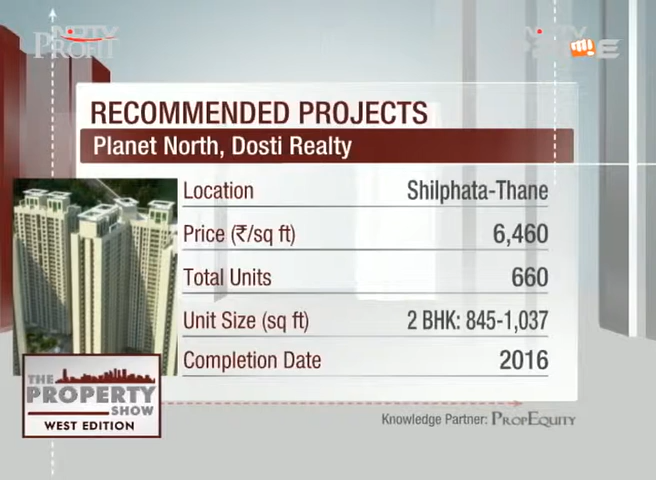 NDTV
PROFIT
NDTV
RECOMMENDED PROJECTS
Planet North, Dosti Realty
Location Shilphata-Thane
Price (₹/sq ft) 6,460
Total Units 660
Unit Size (sq ft) 2 BHK: 845-1,037
Completion Date 2016
THE
PROPERTY
SHOW
WEST EDITION
Knowledge Partner: PROPEQUITY